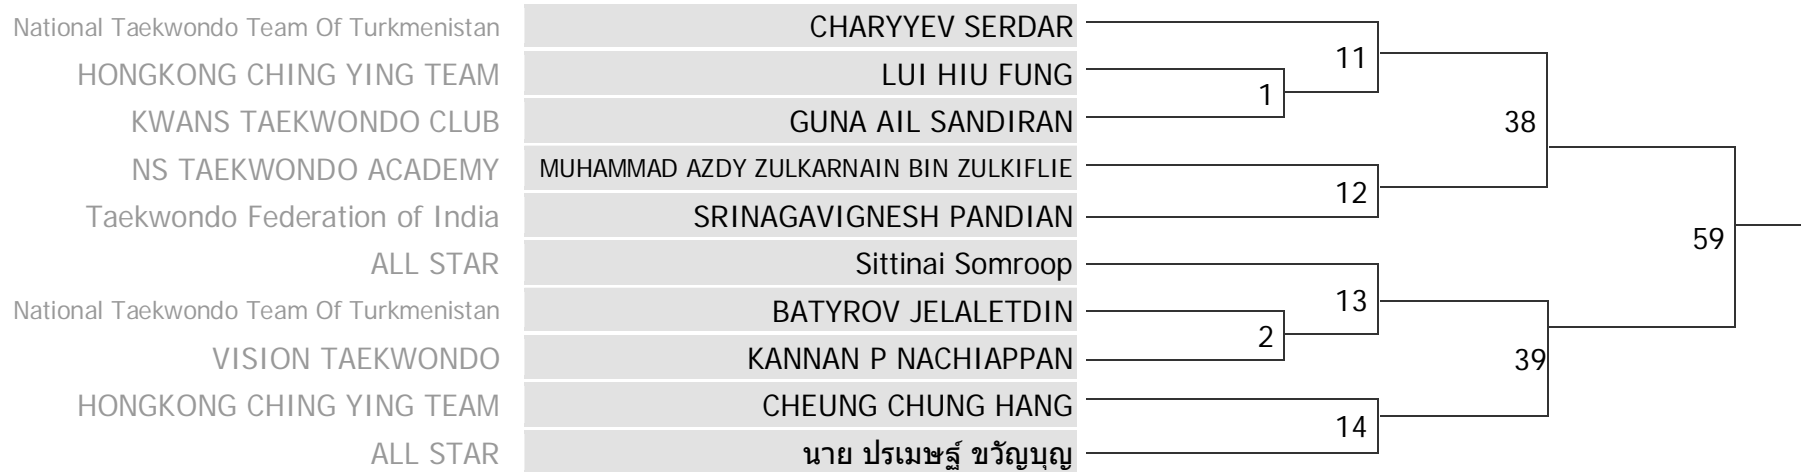 National Taekwondo Team Of Turkmenistan CHARYYEV SERDAR
11
HONGKONG CHING YING TEAM LUI HIU FUNG
1
KWANS TAEKWONDO CLUB GUNA AIL SANDIRAN
38
NS TAEKWONDO ACADEMY MUHAMMAD AZDY ZULKARNAIN BIN ZULKIFLIE
12
Taekwondo Federation of India SRINAGAVIGNESH PANDIAN
59
ALL STAR Sittinai Somroop
13
National Taekwondo Team Of Turkmenistan BATYROV JELALETDIN
2
VISION TAEKWONDO KANNAN P NACHIAPPAN
39
HONGKONG CHING YING TEAM CHEUNG CHUNG HANG
14
ALL STAR นาย ปรเมษฐ์ ขวัญบุญ